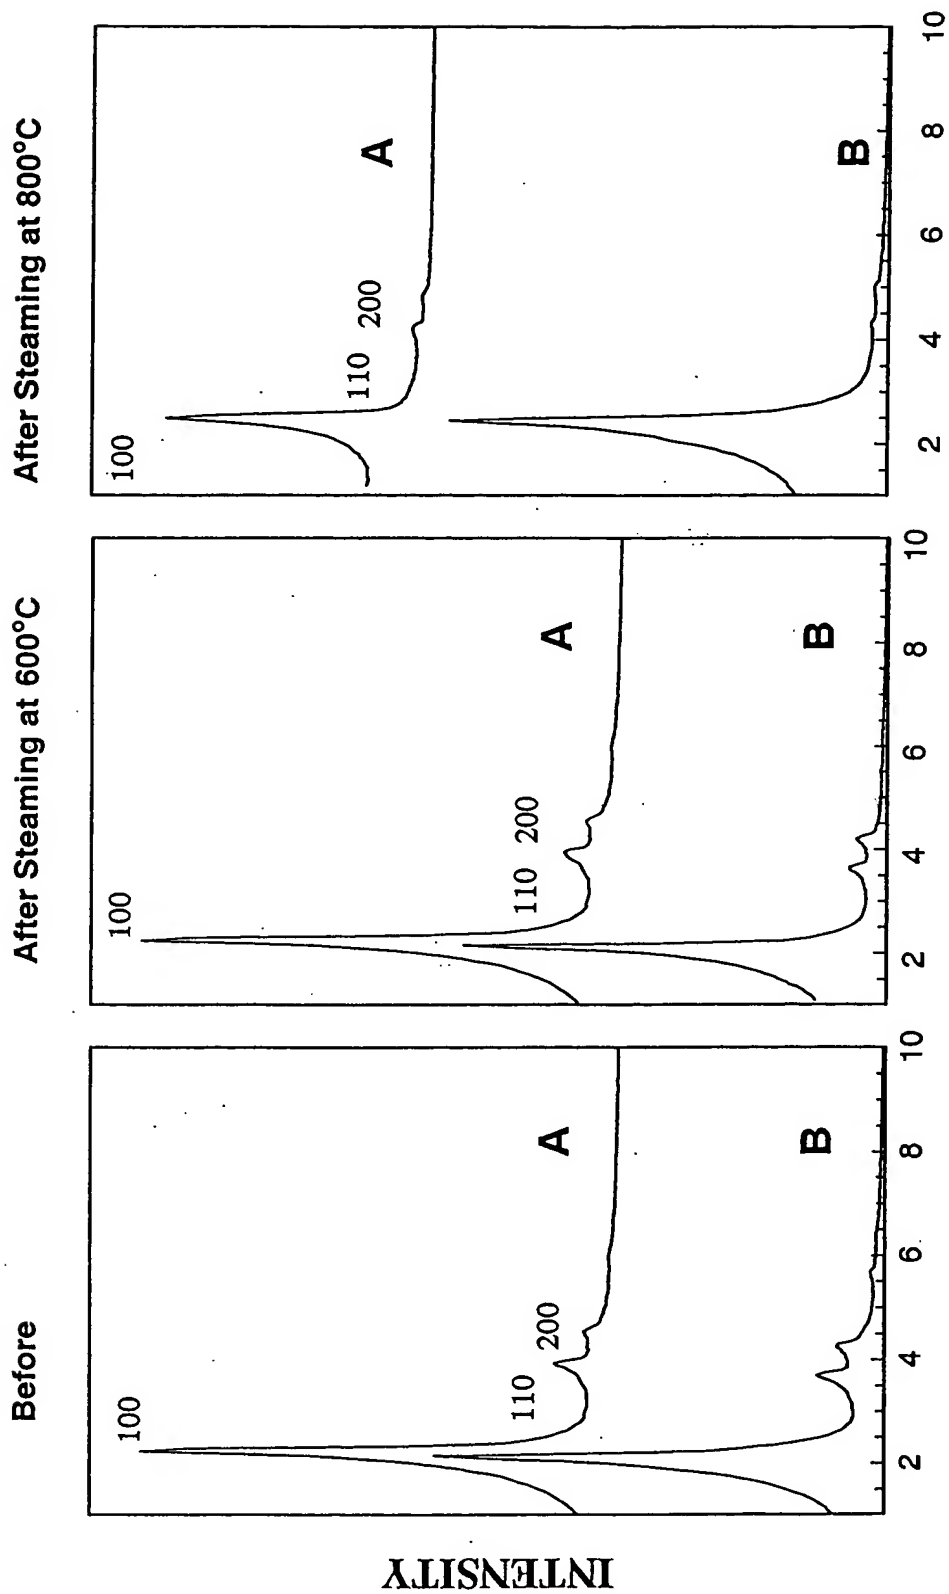 INTENSITY
Before
100
110
200
A
B
2 4 6 8 10
After Steaming at 600°C
100
110
200
A
B
2 4 6 8 10
After Steaming at 800°C
100
110
200
A
B
2 4 6 8 10